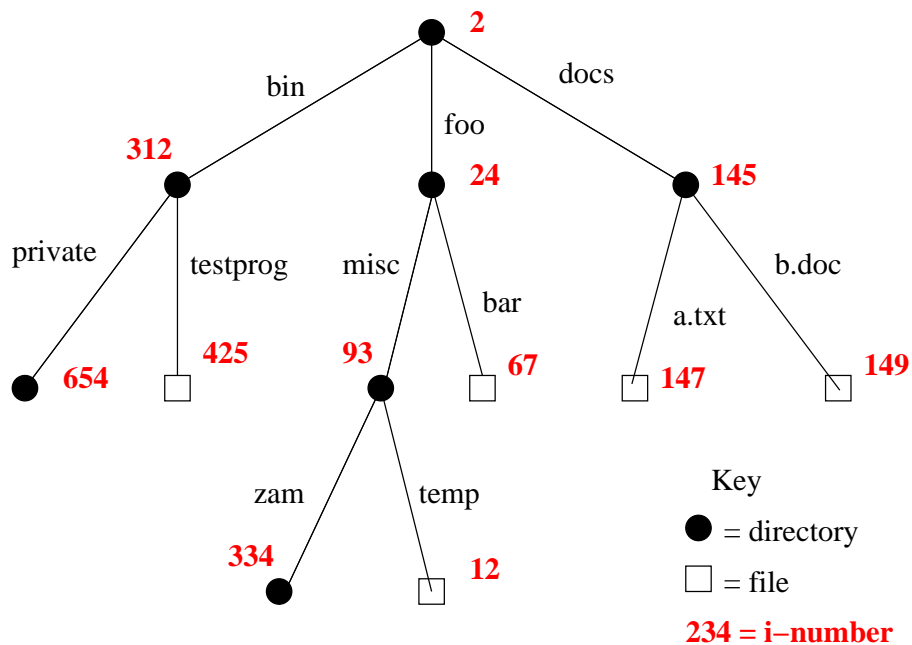 2
bin
foo
docs
312
24
145
private
testprog
misc
bar
a.txt
b.doc
654
425
93
67
147
149
zam
temp
334
12
Key
= directory
= file
234 = i−number